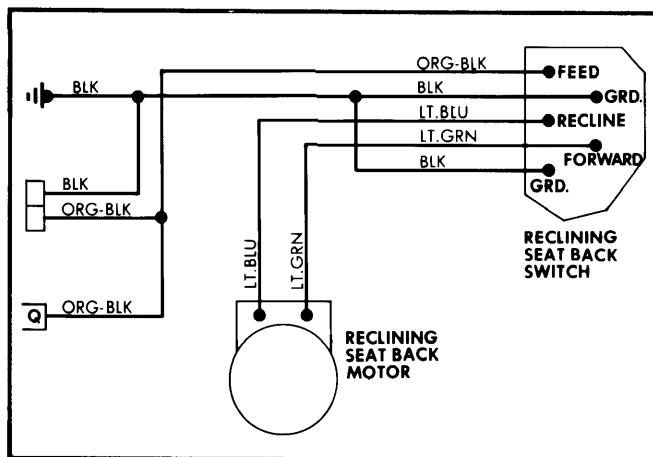 ORG-BLK
FEED
BLK
BLK
GRD.
LT.BLU
RECLINE
LT.GRN
FORWARD
BLK
BLK
GRD.
ORG-BLK
RECLINING
SEAT BACK
SWITCH
LT.BLU
LT.GRN
Q
ORG-BLK
RECLINING
SEAT BACK
MOTOR